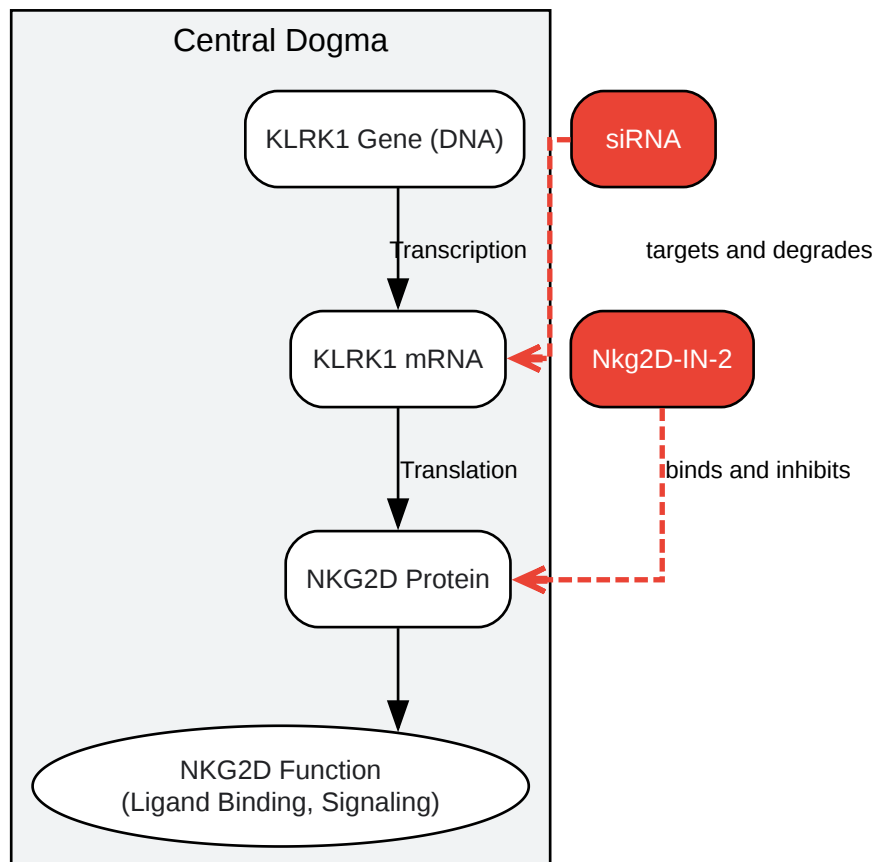 Central Dogma
KLRK1 Gene (DNA)
siRNA
Transcription
targets and degrades
KLRK1 mRNA
Nkg2D-IN-2
Translation
binds and inhibits
NKG2D Protein
NKG2D Function
(Ligand Binding, Signaling)